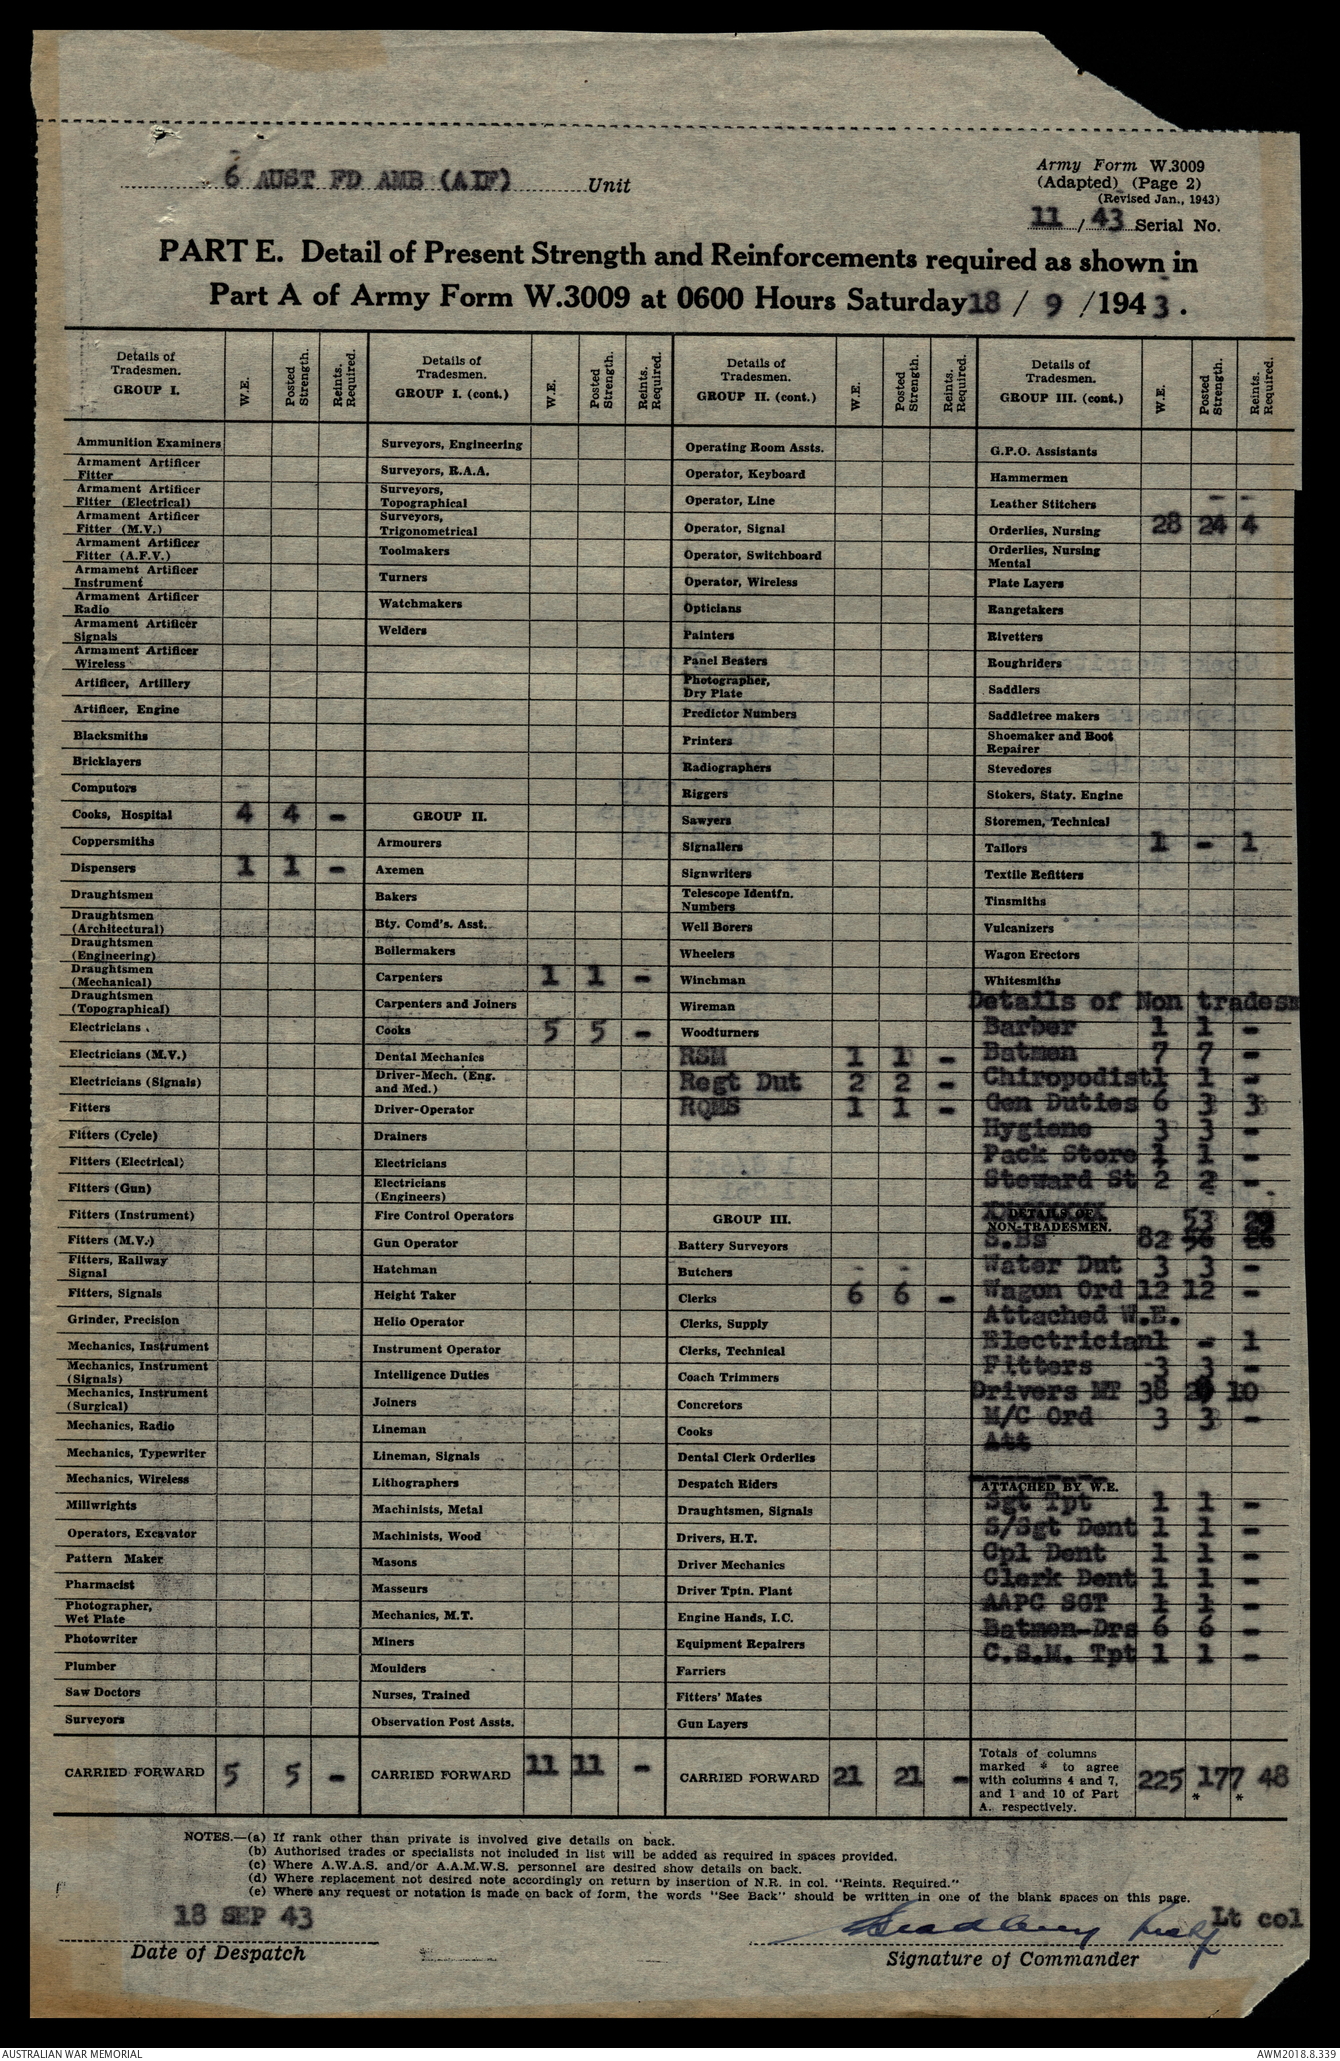 6 AUST FD AMB (AIF) Unit
Army Form W.3009
(Adapted) (Page 2)
(Revised Jan., 1943)
11 / 43 Serial No.
PART E. Detail of Present Strength and Reinforcements required as shown in
Part A of Army Form W.3009 at 0600 Hours Saturday 18 / 9 /1943.
Details of Tradesmen. GROUP I. W.E. Posted Strength. Reints. Required.
Ammunition Examiners
Armament Artificer Fitter
Armament Artificer Fitter (Electrical)
Armament Artificer Fitter (M.V.)
Armament Artificer Fitter (A.F.V.)
Armament Artificer Instrument
Armament Artificer Radio
Armament Artificer Signals
Armament Artificer Wireless
Artificer, Artillery
Artificer, Engine
Blacksmiths
Bricklayers
Computors
Cooks, Hospital 4 4 -
Coppersmiths
Dispensers 1 1 -
Draughtsmen
Draughtsmen (Architectural)
Draughtsmen (Engineering)
Draughtsmen (Mechanical)
Draughtsmen (Topographical)
Electricians
Electricians (M.V.)
Electricians (Signals)
Fitters
Fitters (Cycle)
Fitters (Electrical)
Fitters (Gun)
Fitters (Instrument)
Fitters (M.V.)
Fitters, Railway Signal
Fitters, Signals
Grinder, Precision
Mechanics, Instrument
Mechanics, Instrument (Signals)
Mechanics, Instrument (Surgical)
Mechanics, Radio
Mechanics, Typewriter
Mechanics, Wireless
Millwrights
Operators, Excavator
Pattern Maker
Pharmacist
Photographer, Wet Plate
Photowriter
Plumber
Saw Doctors
Surveyors
CARRIED FORWARD 5 5 -
Details of Tradesmen. GROUP I. (cont.) W.E. Posted Strength. Reints. Required.
Surveyors, Engineering
Surveyors, R.A.A.
Surveyors, Topographical
Surveyors, Trigonometrical
Toolmakers
Turners
Watchmakers
Welders
GROUP II.
Armourers
Axemen
Bakers
Bty. Comd's. Asst.
Boilermakers
Carpenters 1 1 -
Carpenters and Joiners
Cooks 5 5 -
Dental Mechanics
Driver-Mech. (Eng. and Med.)
Driver-Operator
Drainers
Electricians
Electricians (Engineers)
Fire Control Operators
Gun Operator
Hatchman
Height Taker
Helio Operator
Instrument Operator
Intelligence Duties
Joiners
Lineman
Lineman, Signals
Lithographers
Machinists, Metal
Machinists, Wood
Masons
Masseurs
Mechanics, M.T.
Miners
Moulders
Nurses, Trained
Observation Post Assts.
CARRIED FORWARD 11 11 -
Details of Tradesmen. GROUP II. (cont.) W.E. Posted Strength. Reints. Required.
Operating Room Assts.
Operator, Keyboard
Operator, Line
Operator, Signal
Operator, Switchboard
Operator, Wireless
Opticians
Painters
Panel Beaters
Photographer, Dry Plate
Predictor Numbers
Printers
Radiographers
Riggers
Sawyers
Signallers
Signwriters
Telescope Identfn. Numbers
Well Borers
Wheelers
Winchman
Wireman
Woodturners
RSM 1 1 -
Regt Dut 2 2 -
RQMS 1 1 -
GROUP III.
Battery Surveyors
Butchers - -
Clerks 6 6 -
Clerks, Supply
Clerks, Technical
Coach Trimmers
Concretors
Cooks
Dental Clerk Orderlies
Despatch Riders
Draughtsmen, Signals
Drivers, H.T.
Driver Mechanics
Driver Tptn. Plant
Engine Hands, I.C.
Equipment Repairers
Farriers
Fitters' Mates
Gun Layers
CARRIED FORWARD 21 21 -
Details of Tradesmen. GROUP III. (cont.) W.E. Posted Strength. Reints. Required.
G.P.O. Assistants
Hammermen
Leather Stitchers - -
Orderlies, Nursing 28 24 4
Orderlies, Nursing Mental
Plate Layers
Rangetakers
Rivetters
Roughriders
Saddlers
Saddletree makers
Shoemaker and Boot Repairer
Stevedores
Stokers, Staty. Engine
Storemen, Technical
Tailors 1 - 1
Textile Refitters
Tinsmiths
Vulcanizers
Wagon Erectors
Whitesmiths
Details of Non tradesm
Barber 1 1 -
Batmen 7 7 -
Chiropodist 1 1 -
Gen Duties 6 3 3
Hygiene 3 3 -
Pack Store 1 1 -
Steward St 2 2 -
DETAILS OF NON-TRADESMEN. 53 29
S.Bs 82 56 26
Water Dut 3 3 -
Wagon Ord 12 12 -
Attached W.E.
Electrician 1 - 1
Fitters 3 3 -
Drivers MT 38 10
M/C Ord 3 3 -
Att
ATTACHED BY W.E.
Sgt Tpt 1 1 -
S/Sgt Dent 1 1 -
Cpl Dent 1 1 -
Clerk Dent 1 1 -
AAPC SGT 1 1 -
Batmen-Drs 6 6 -
C.S.M. Tpt 1 1 -
Totals of columns marked * to agree with columns 4 and 7, and 1 and 10 of Part A. respectively. 225 177* 48*
NOTES.—(a) If rank other than private is involved give details on back.
(b) Authorised trades or specialists not included in list will be added as required in spaces provided.
(c) Where A.W.A.S. and/or A.A.M.W.S. personnel are desired show details on back.
(d) Where replacement not desired note accordingly on return by insertion of N.R. in col. "Reints. Required."
(e) Where any request or notation is made on back of form, the words "See Back" should be written in one of the blank spaces on this page.
18 SEP 43
Date of Despatch
Lt col
Signature of Commander
AUSTRALIAN WAR MEMORIAL
AWM2018.8.339